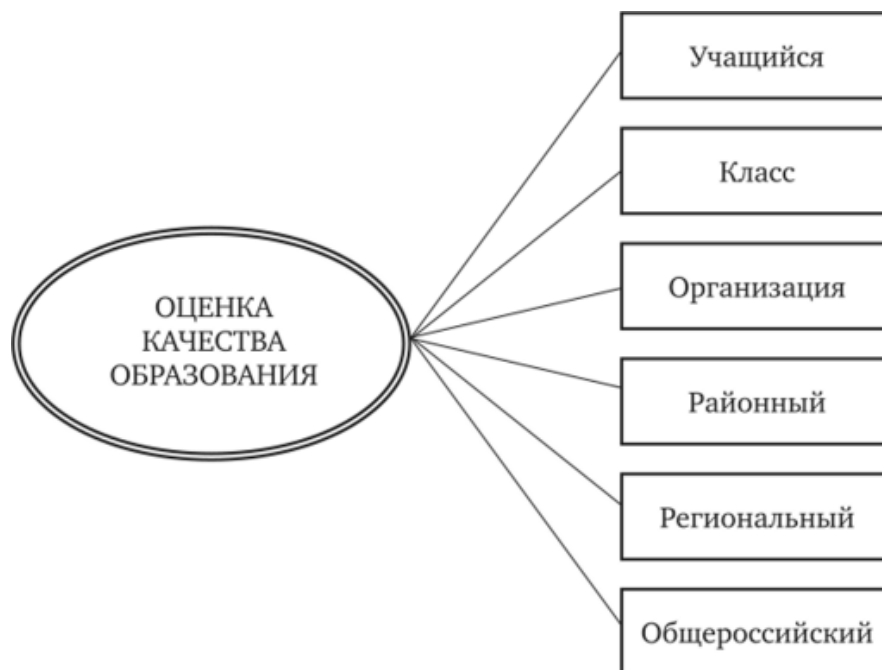 ОЦЕНКА
КАЧЕСТВА
ОБРАЗОВАНИЯ
Учащийся
Класс
Организация
Районный
Региональный
Общероссийский